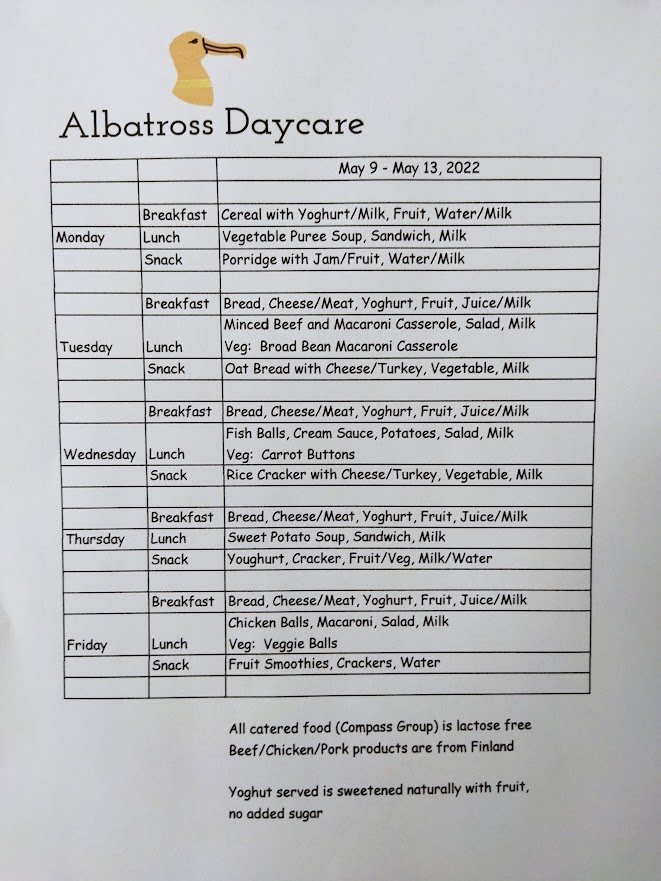 Albatross Daycare
May 9 - May 13, 2022
Breakfast Cereal with Yoghurt/Milk, Fruit, Water/Milk
Monday Lunch Vegetable Puree Soup, Sandwich, Milk
Snack Porridge with Jam/Fruit, Water/Milk
Breakfast Bread, Cheese/Meat, Yoghurt, Fruit, Juice/Milk
Minced Beef and Macaroni Casserole, Salad, Milk
Tuesday Lunch Veg: Broad Bean Macaroni Casserole
Snack Oat Bread with Cheese/Turkey, Vegetable, Milk
Breakfast Bread, Cheese/Meat, Yoghurt, Fruit, Juice/Milk
Fish Balls, Cream Sauce, Potatoes, Salad, Milk
Wednesday Lunch Veg: Carrot Buttons
Snack Rice Cracker with Cheese/Turkey, Vegetable, Milk
Breakfast Bread, Cheese/Meat, Yoghurt, Fruit, Juice/Milk
Thursday Lunch Sweet Potato Soup, Sandwich, Milk
Snack Youghurt, Cracker, Fruit/Veg, Milk/Water
Breakfast Bread, Cheese/Meat, Yoghurt, Fruit, Juice/Milk
Chicken Balls, Macaroni, Salad, Milk
Friday Lunch Veg: Veggie Balls
Snack Fruit Smoothies, Crackers, Water
All catered food (Compass Group) is lactose free
Beef/Chicken/Pork products are from Finland
Yoghut served is sweetened naturally with fruit,
no added sugar